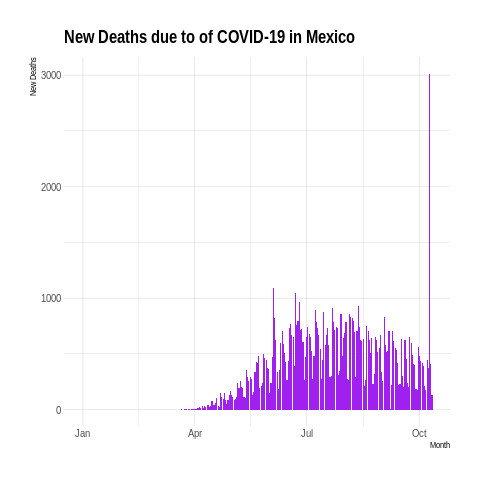 New Deaths due to of COVID-19 in Mexico
New Deaths
3000
2000
1000
0
Jan Apr Jul Oct
Month